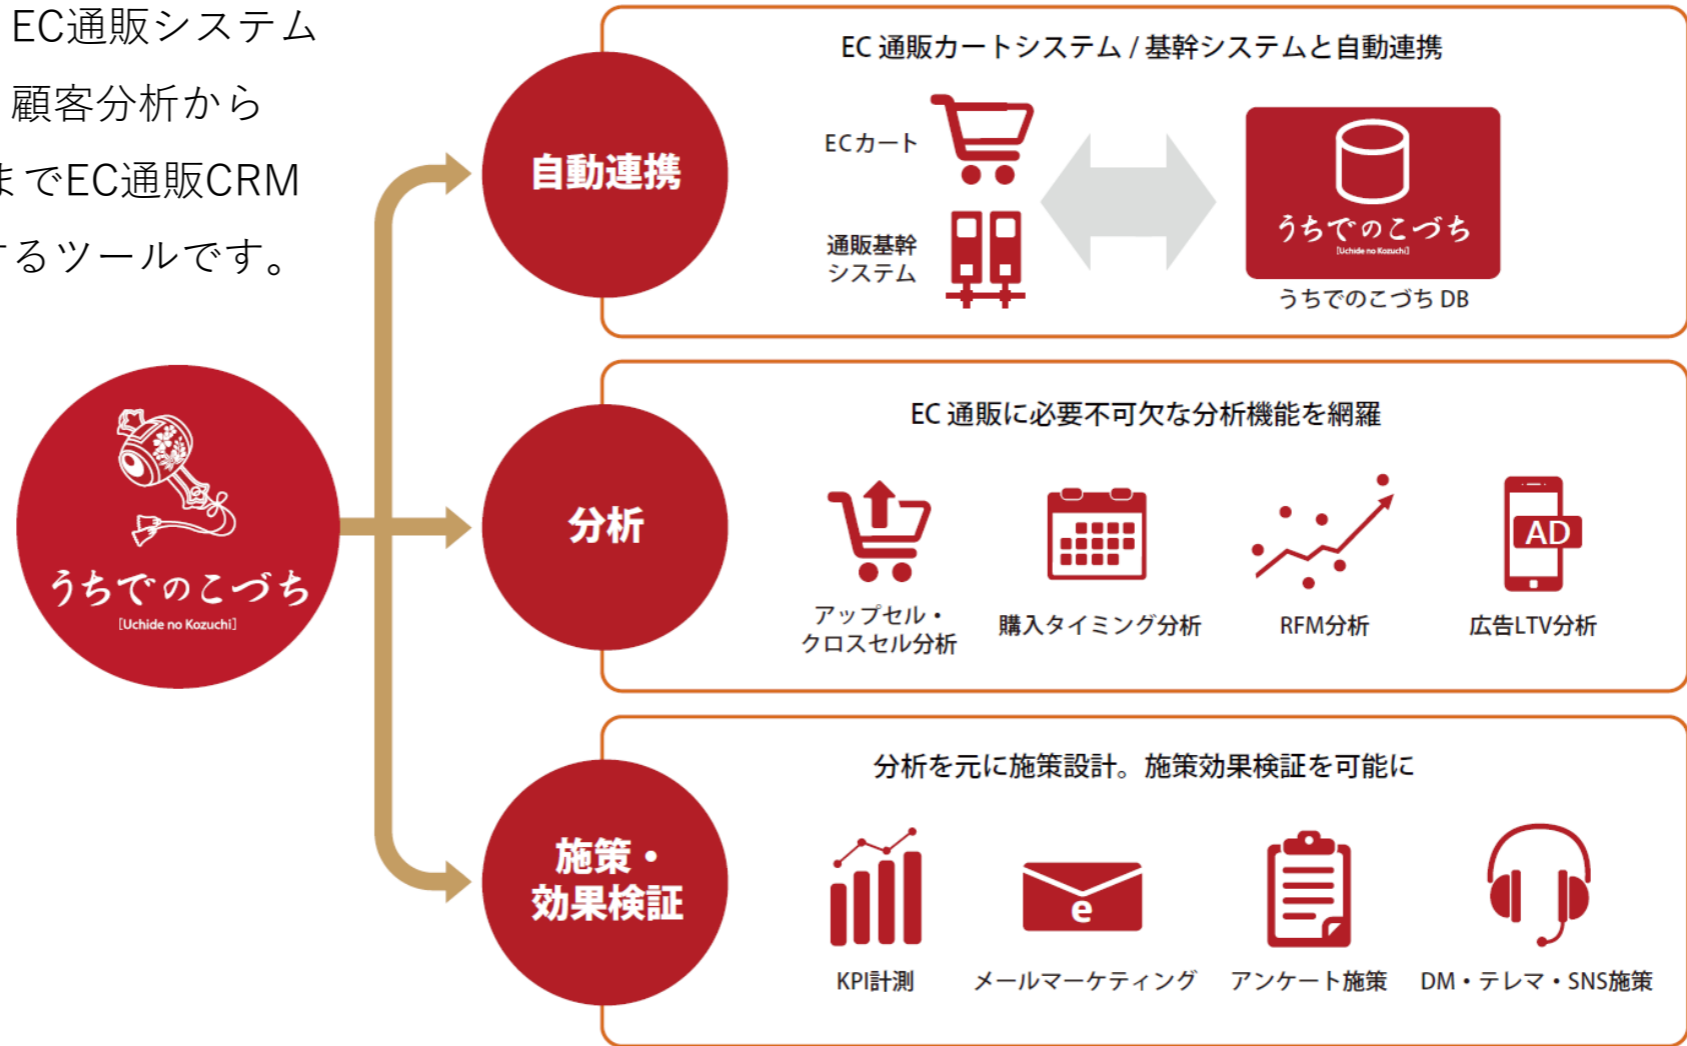 EC通販システム
顧客分析から
までEC通販CRM
するツールです。
うちでのこづち
[Uchide no Kozuchi]
自動連携
EC 通販カートシステム / 基幹システムと自動連携
ECカート
通販基幹
システム
うちでのこづち
[Uchide no Kozuchi]
うちでのこづち DB
分析
EC 通販に必要不可欠な分析機能を網羅
AD
アップセル・
クロスセル分析
購入タイミング分析
RFM分析
広告LTV分析
施策・
効果検証
分析を元に施策設計。施策効果検証を可能に
e
KPI計測
メールマーケティング
アンケート施策
DM・テレマ・SNS施策